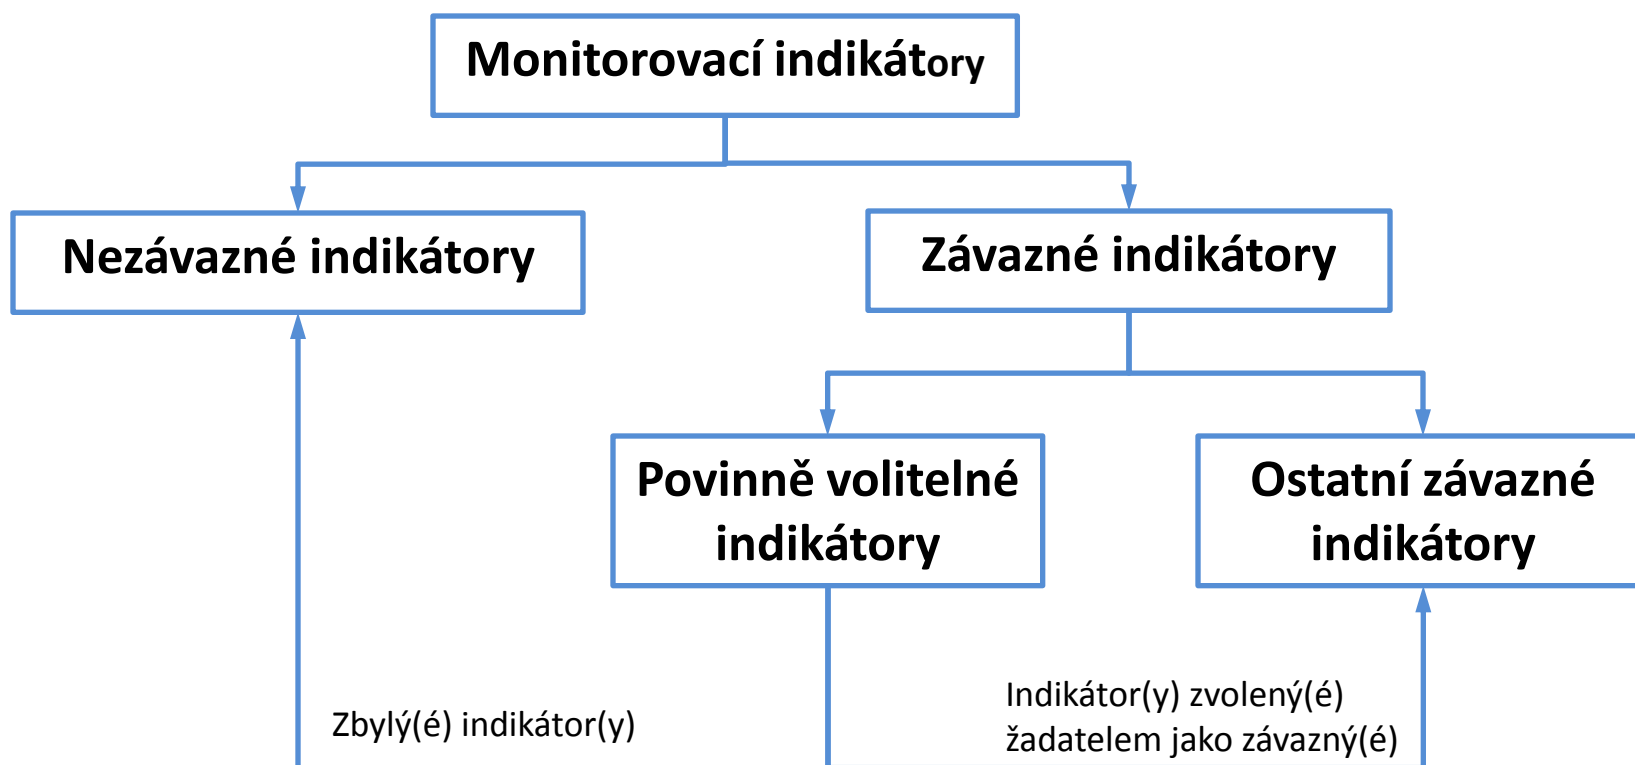 Monitorovací indikátory
Nezávazné indikátory
Závazné indikátory
Povinně volitelné
indikátory
Ostatní závazné
indikátory
Zbylý(é) indikátor(y)
Indikátor(y) zvolený(é)
žadatelem jako závazný(é)